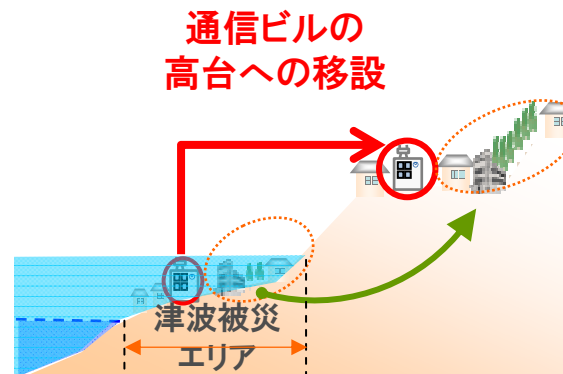 通信ビルの
高台への移設
津波被災
エリア